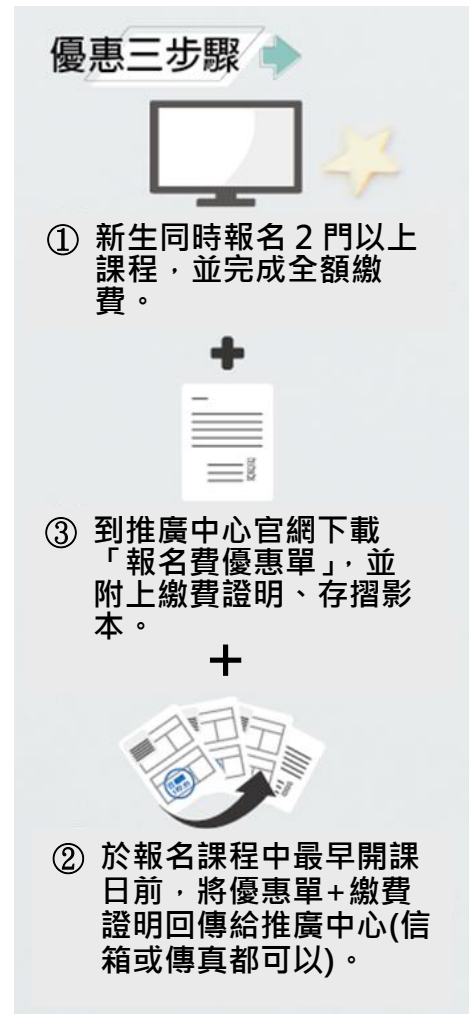 優惠三步驟
① 新生同時報名2門以上
課程，並完成全額繳
費。
③ 到推廣中心官網下載
「報名費優惠單」，並
附上繳費證明、存摺影
本。
② 於報名課程中最早開課
日前，將優惠單+繳費
證明回傳給推廣中心(信
箱或傳真都可以)。